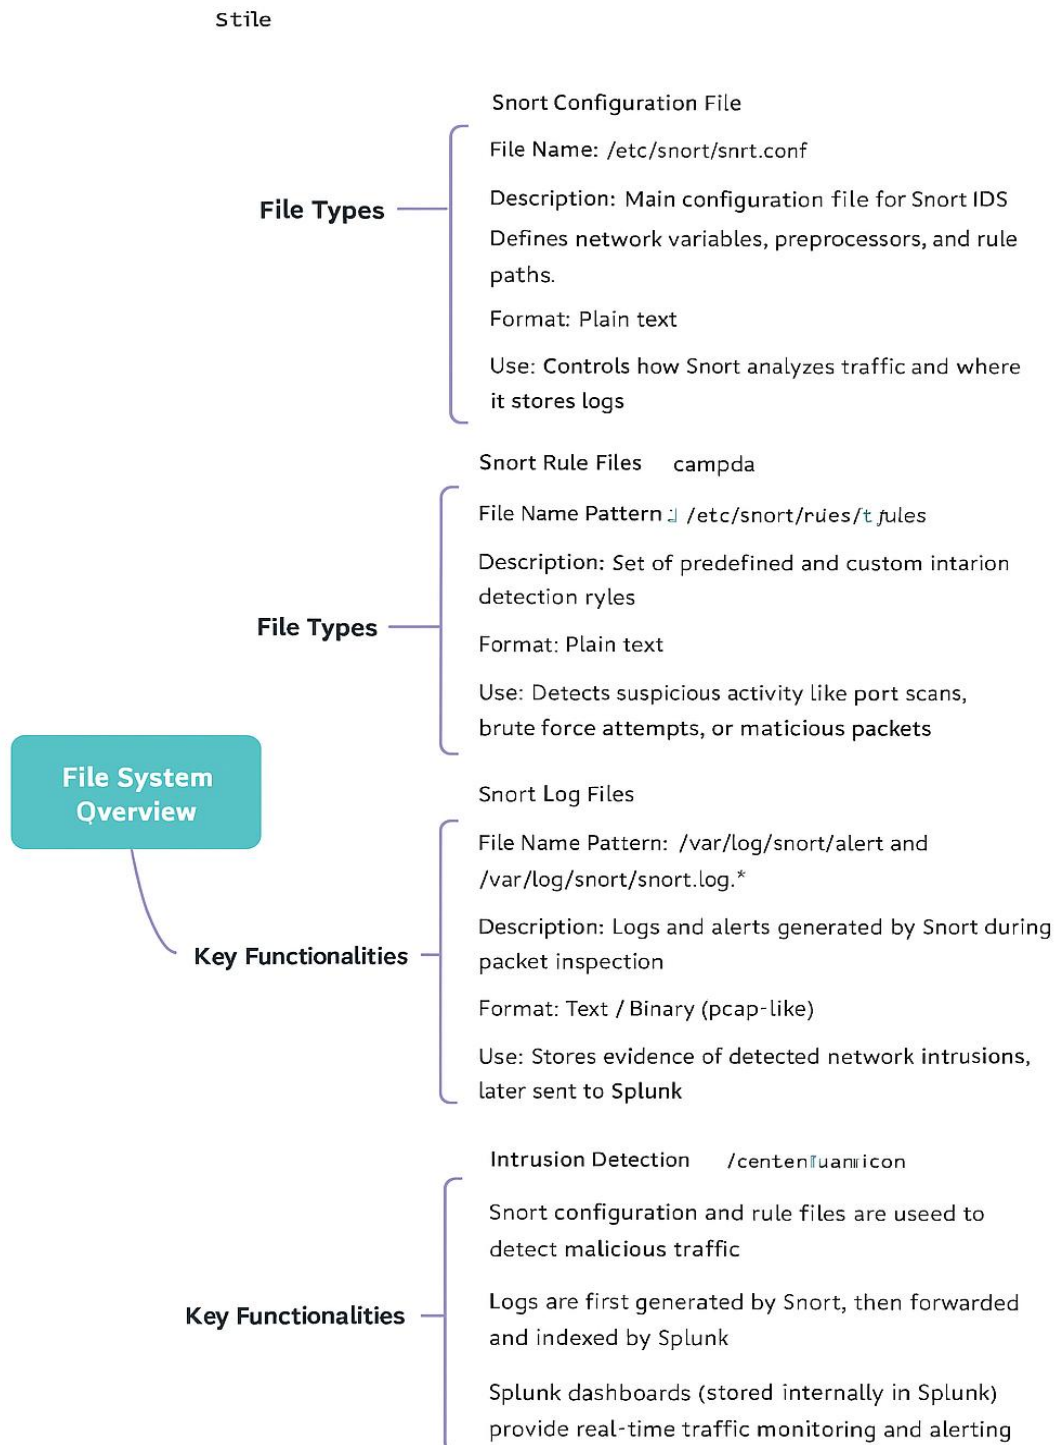 Stile
Snort Configuration File
File Name: /etc/snort/snrt.conf
File Types
Description: Main configuration file for Snort IDS
Defines network variables, preprocessors, and rule
paths.
Format: Plain text
Use: Controls how Snort analyzes traffic and where
it stores logs
Snort Rule Files campda
File Name Pattern /etc/snort/rules/
Description: Set of predefined and custom intarion
detection ryles
File Types
Format: Plain text
Use: Detects suspicious activity like port scans,
brute force attempts, or maticious packets
File System
Qverview
Snort Log Files
File Name Pattern: /var/log/snort/alert and
/var/log/snort/snort.log.*
Description: Logs and alerts generated by Snort during
packet inspection
Key Functionalities
Format: Text / Binary (pcap-like)
Use: Stores evidence of detected network intrusions,
later sent to Splunk
Intrusion Detection
Snort configuration and rule files are useed to
detect malicious traffic
Key Functionalities
Logs are first generated by Snort, then forwarded
and indexed by Splunk
Splunk dashboards (stored internally in Splunk)
provide real-time traffic monitoring and alerting